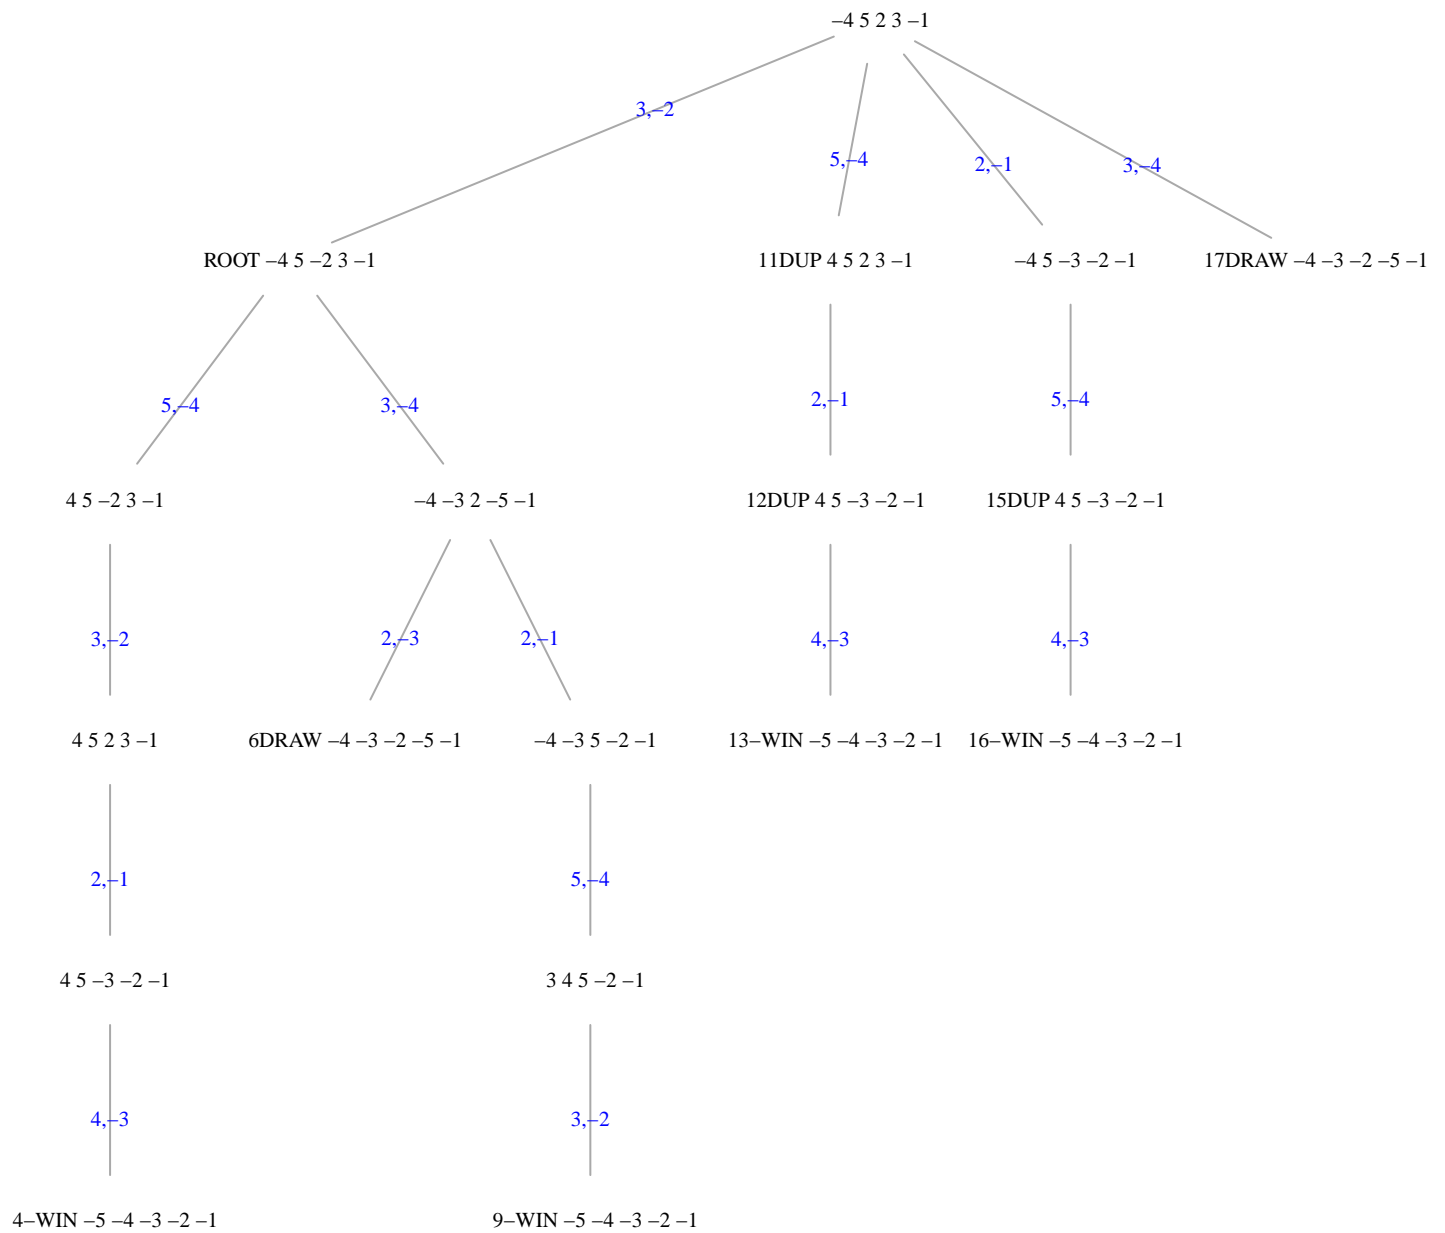 −4 5 2 3 −1
3,−2
5,−4
2,−1
3,−4
ROOT −4 5 −2 3 −1
11DUP 4 5 2 3 −1
−4 5 −3 −2 −1
17DRAW −4 −3 −2 −5 −1
5,−4
3,−4
2,−1
5,−4
4 5 −2 3 −1
−4 −3 2 −5 −1
12DUP 4 5 −3 −2 −1
15DUP 4 5 −3 −2 −1
3,−2
2,−3
2,−1
4,−3
4,−3
4 5 2 3 −1
6DRAW −4 −3 −2 −5 −1
−4 −3 5 −2 −1
13−WIN −5 −4 −3 −2 −1
16−WIN −5 −4 −3 −2 −1
2,−1
5,−4
4 5 −3 −2 −1
3 4 5 −2 −1
4,−3
3,−2
4−WIN −5 −4 −3 −2 −1
9−WIN −5 −4 −3 −2 −1